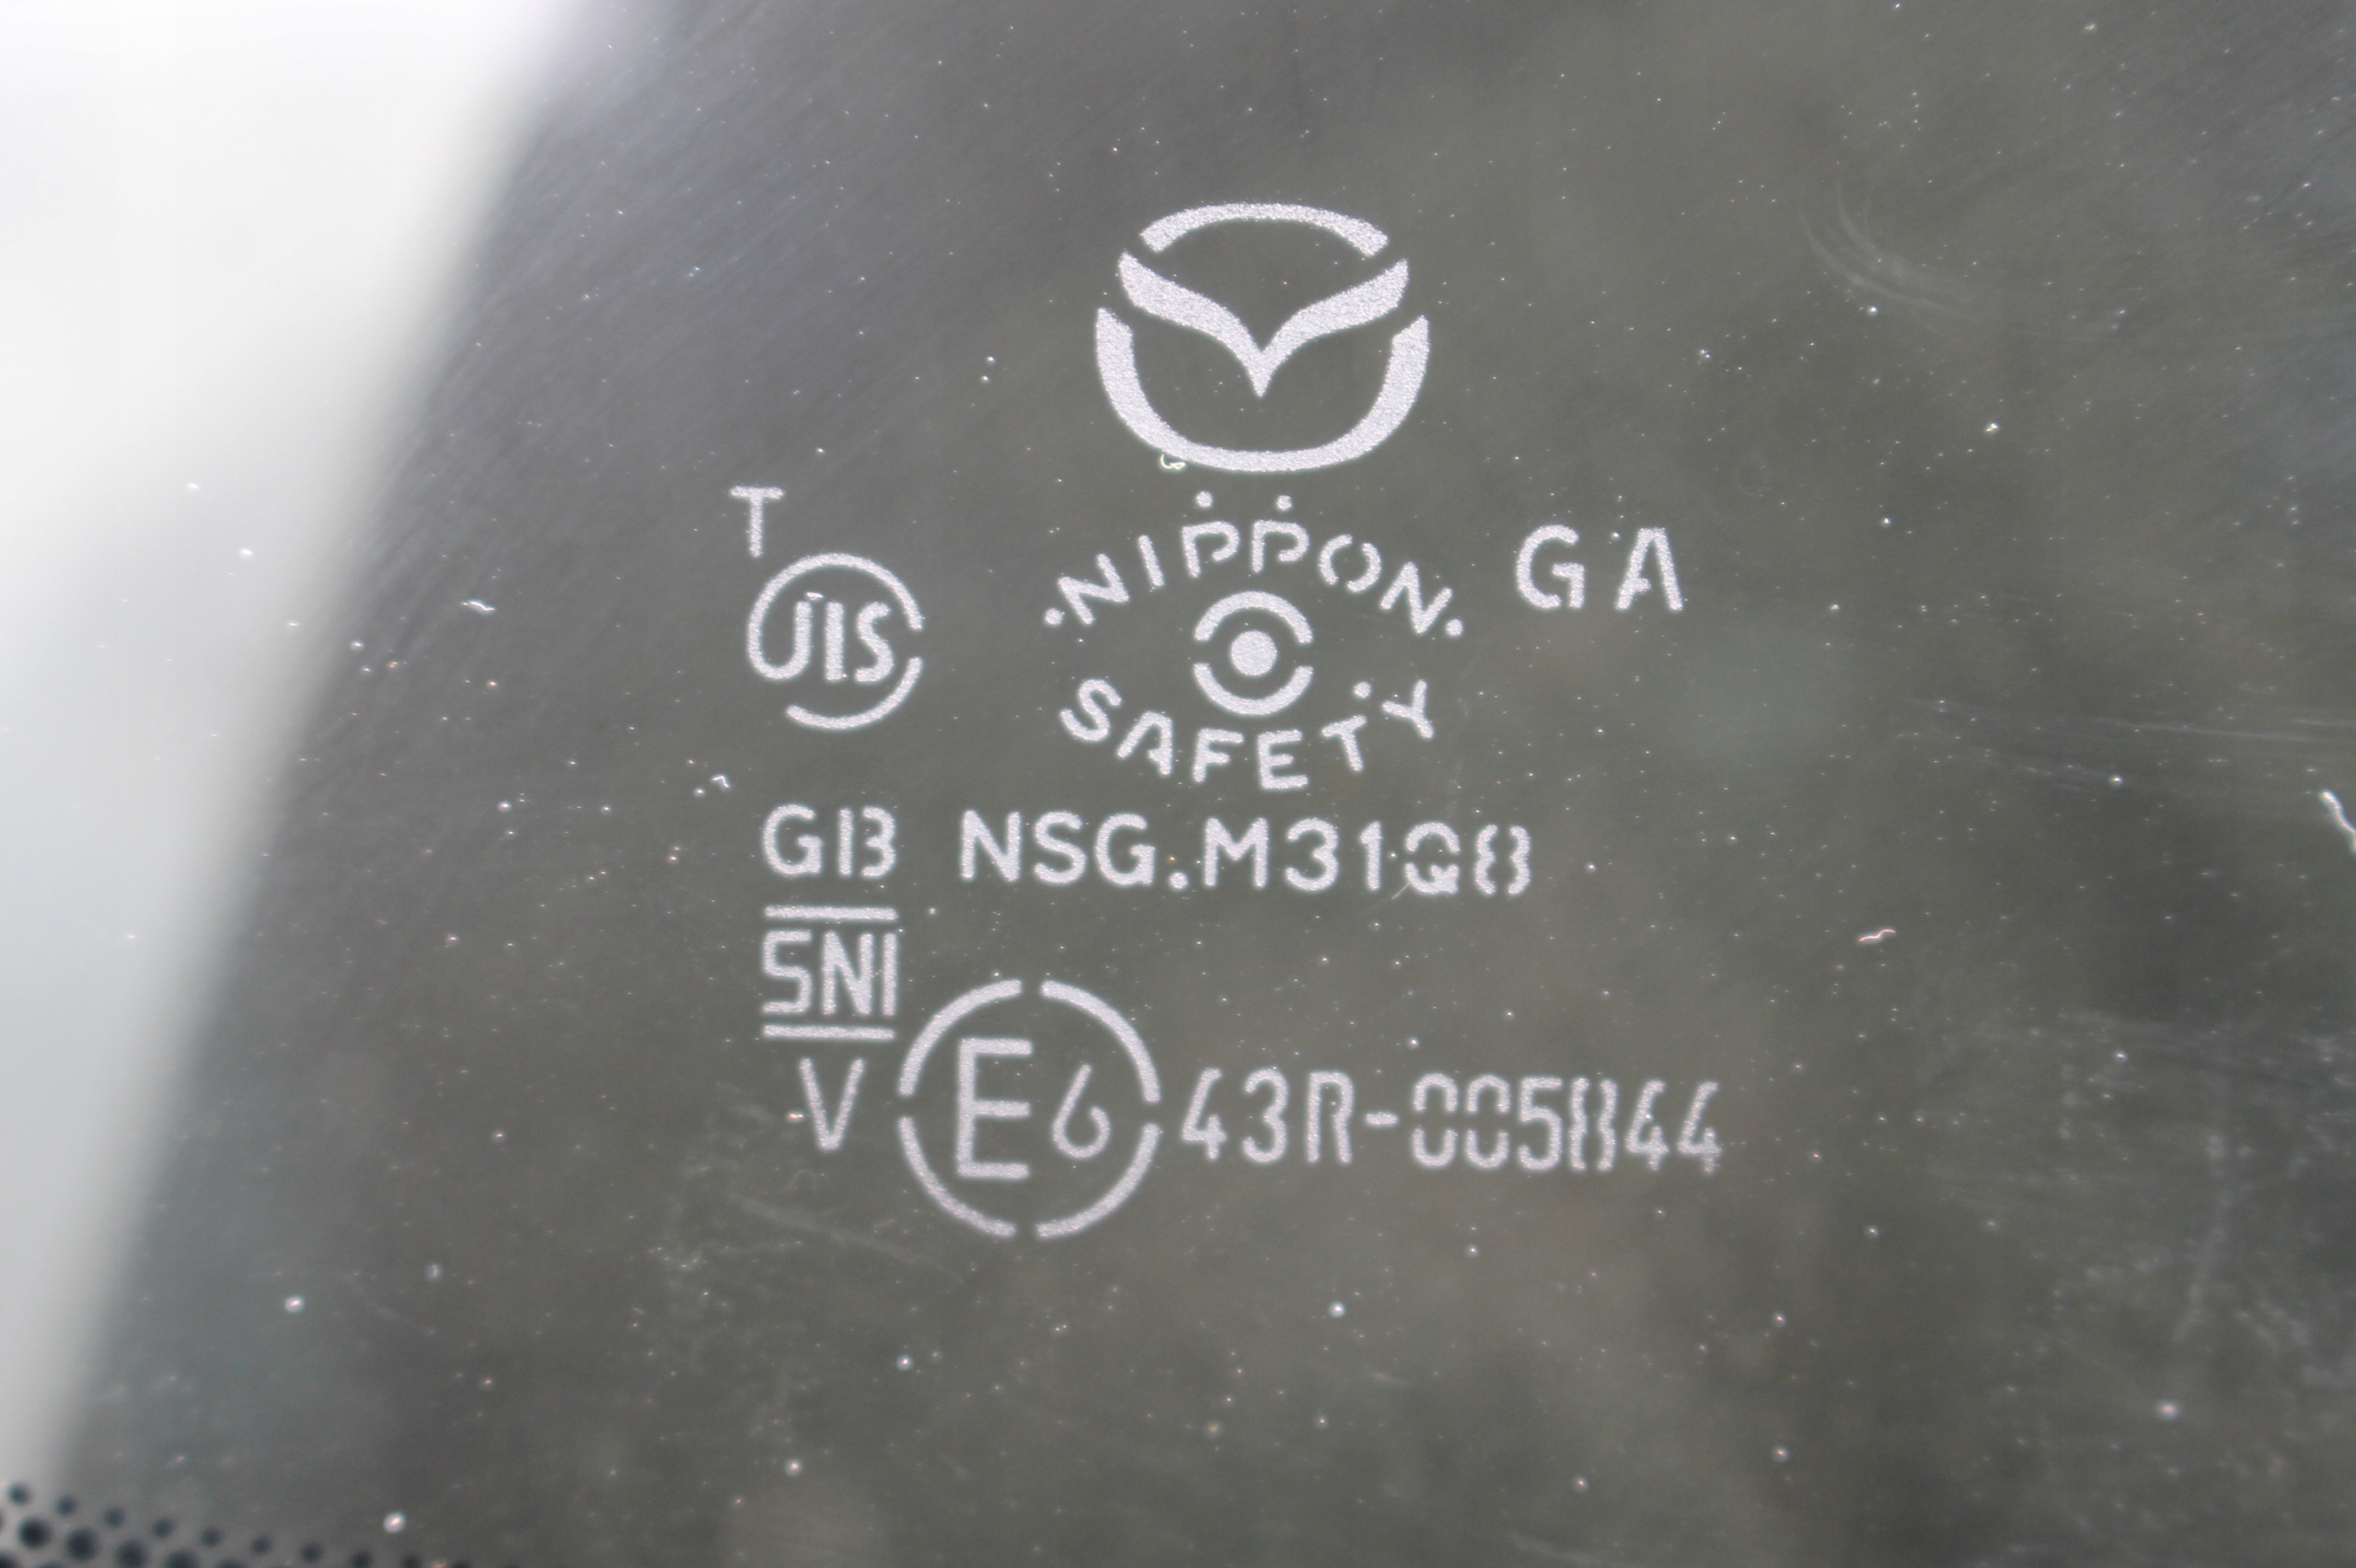 T
JIS
·NIPPON·
GA
SAFETY
GB NSG.M31Q8
SNI
V E6 43R-005844